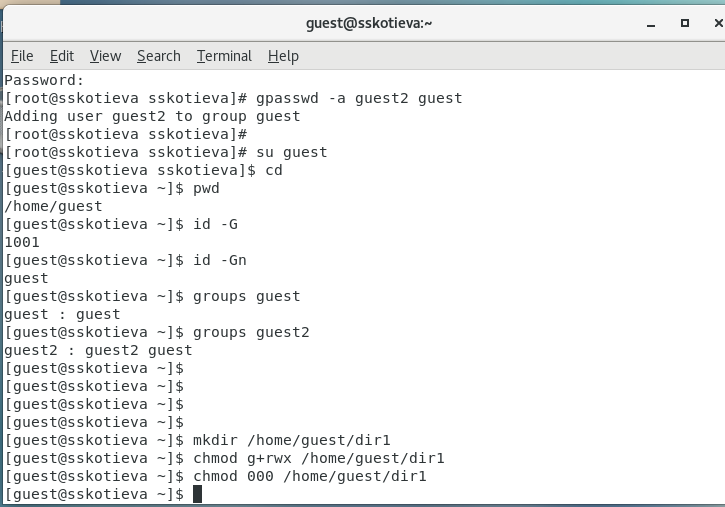 guest@sskotieva:~
File Edit View Search Terminal Help
Password:
[root@sskotieva sskotieva]# gpasswd -a guest2 guest
Adding user guest2 to group guest
[root@sskotieva sskotieva]#
[root@sskotieva sskotieva]# su guest
[guest@sskotieva sskotieva]$ cd
[guest@sskotieva ~]$ pwd
/home/guest
[guest@sskotieva ~]$ id -G
1001
[guest@sskotieva ~]$ id -Gn
guest
[guest@sskotieva ~]$ groups guest
guest : guest
[guest@sskotieva ~]$ groups guest2
guest2 : guest2 guest
[guest@sskotieva ~]$
[guest@sskotieva ~]$
[guest@sskotieva ~]$
[guest@sskotieva ~]$
[guest@sskotieva ~]$ mkdir /home/guest/dir1
[guest@sskotieva ~]$ chmod g+rwx /home/guest/dir1
[guest@sskotieva ~]$ chmod 000 /home/guest/dir1
[guest@sskotieva ~]$